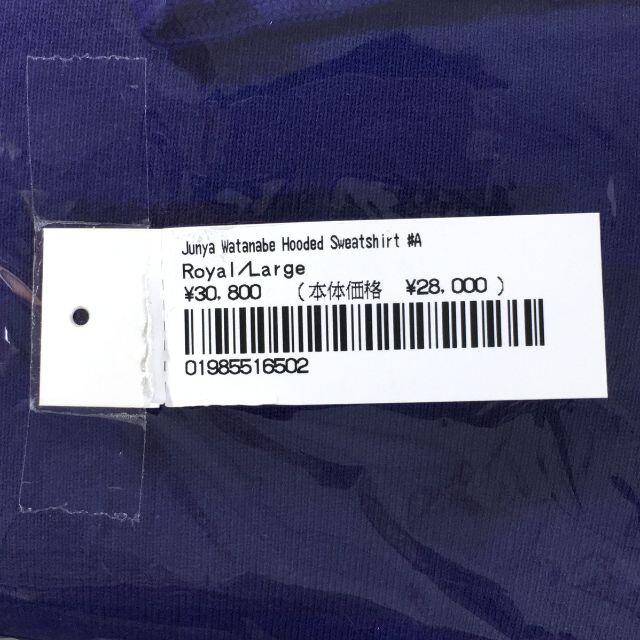 Junya Watanabe Hooded Sweatshirt #A
Royal/Large
¥30,800 (本体価格 ¥28,000)
01985516502